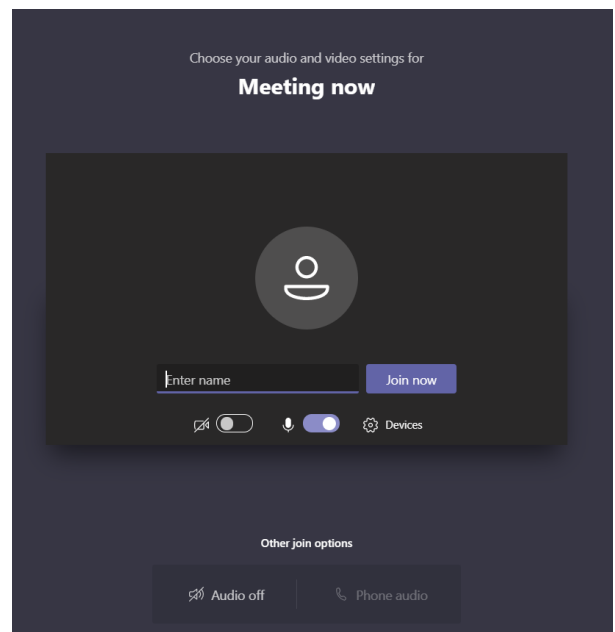 Choose your audio and video settings for
Meeting now
Enter name
Join now
Devices
Other join options
Audio off
Phone audio